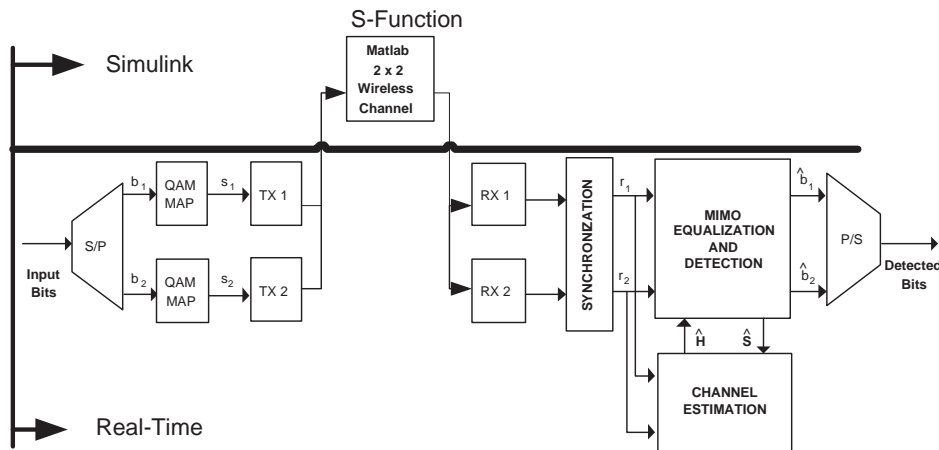 S-Function
Simulink
Matlab
2 x 2
Wireless
Channel
b1
QAM
MAP
s1
TX 1
S/P
Input
Bits
b2
QAM
MAP
s2
TX 2
RX 1
RX 2
SYNCHRONIZATION
r1
r2
MIMO
EQUALIZATION
AND
DETECTION
b̂1
b̂2
P/S
Detected
Bits
Ĥ
Ŝ
CHANNEL
ESTIMATION
Real-Time